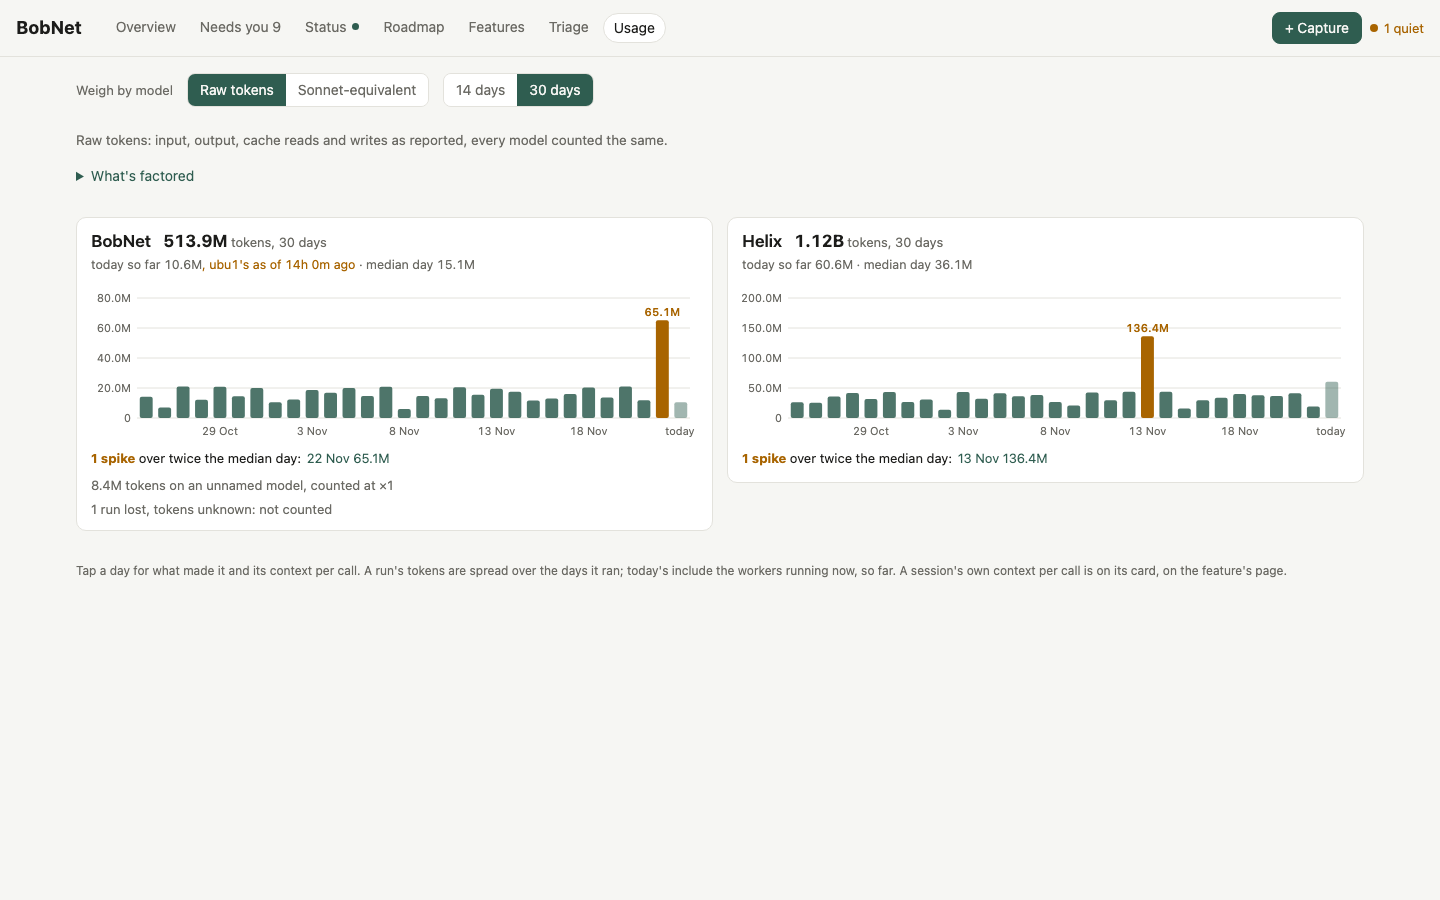 BobNet Overview Needs you 9 Status Roadmap Features Triage Usage + Capture 1 quiet
Weigh by model Raw tokens Sonnet-equivalent 14 days 30 days
Raw tokens: input, output, cache reads and writes as reported, every model counted the same.
What's factored
BobNet 513.9M tokens, 30 days
today so far 10.6M, ubu1's as of 14h 0m ago · median day 15.1M
80.0M
65.1M
60.0M
40.0M
20.0M
0
29 Oct 3 Nov 8 Nov 13 Nov 18 Nov today
1 spike over twice the median day: 22 Nov 65.1M
8.4M tokens on an unnamed model, counted at ×1
1 run lost, tokens unknown: not counted
Helix 1.12B tokens, 30 days
today so far 60.6M · median day 36.1M
200.0M
150.0M
136.4M
100.0M
50.0M
0
29 Oct 3 Nov 8 Nov 13 Nov 18 Nov today
1 spike over twice the median day: 13 Nov 136.4M
Tap a day for what made it and its context per call. A run's tokens are spread over the days it ran; today's include the workers running now, so far. A session's own context per call is on its card, on the feature's page.